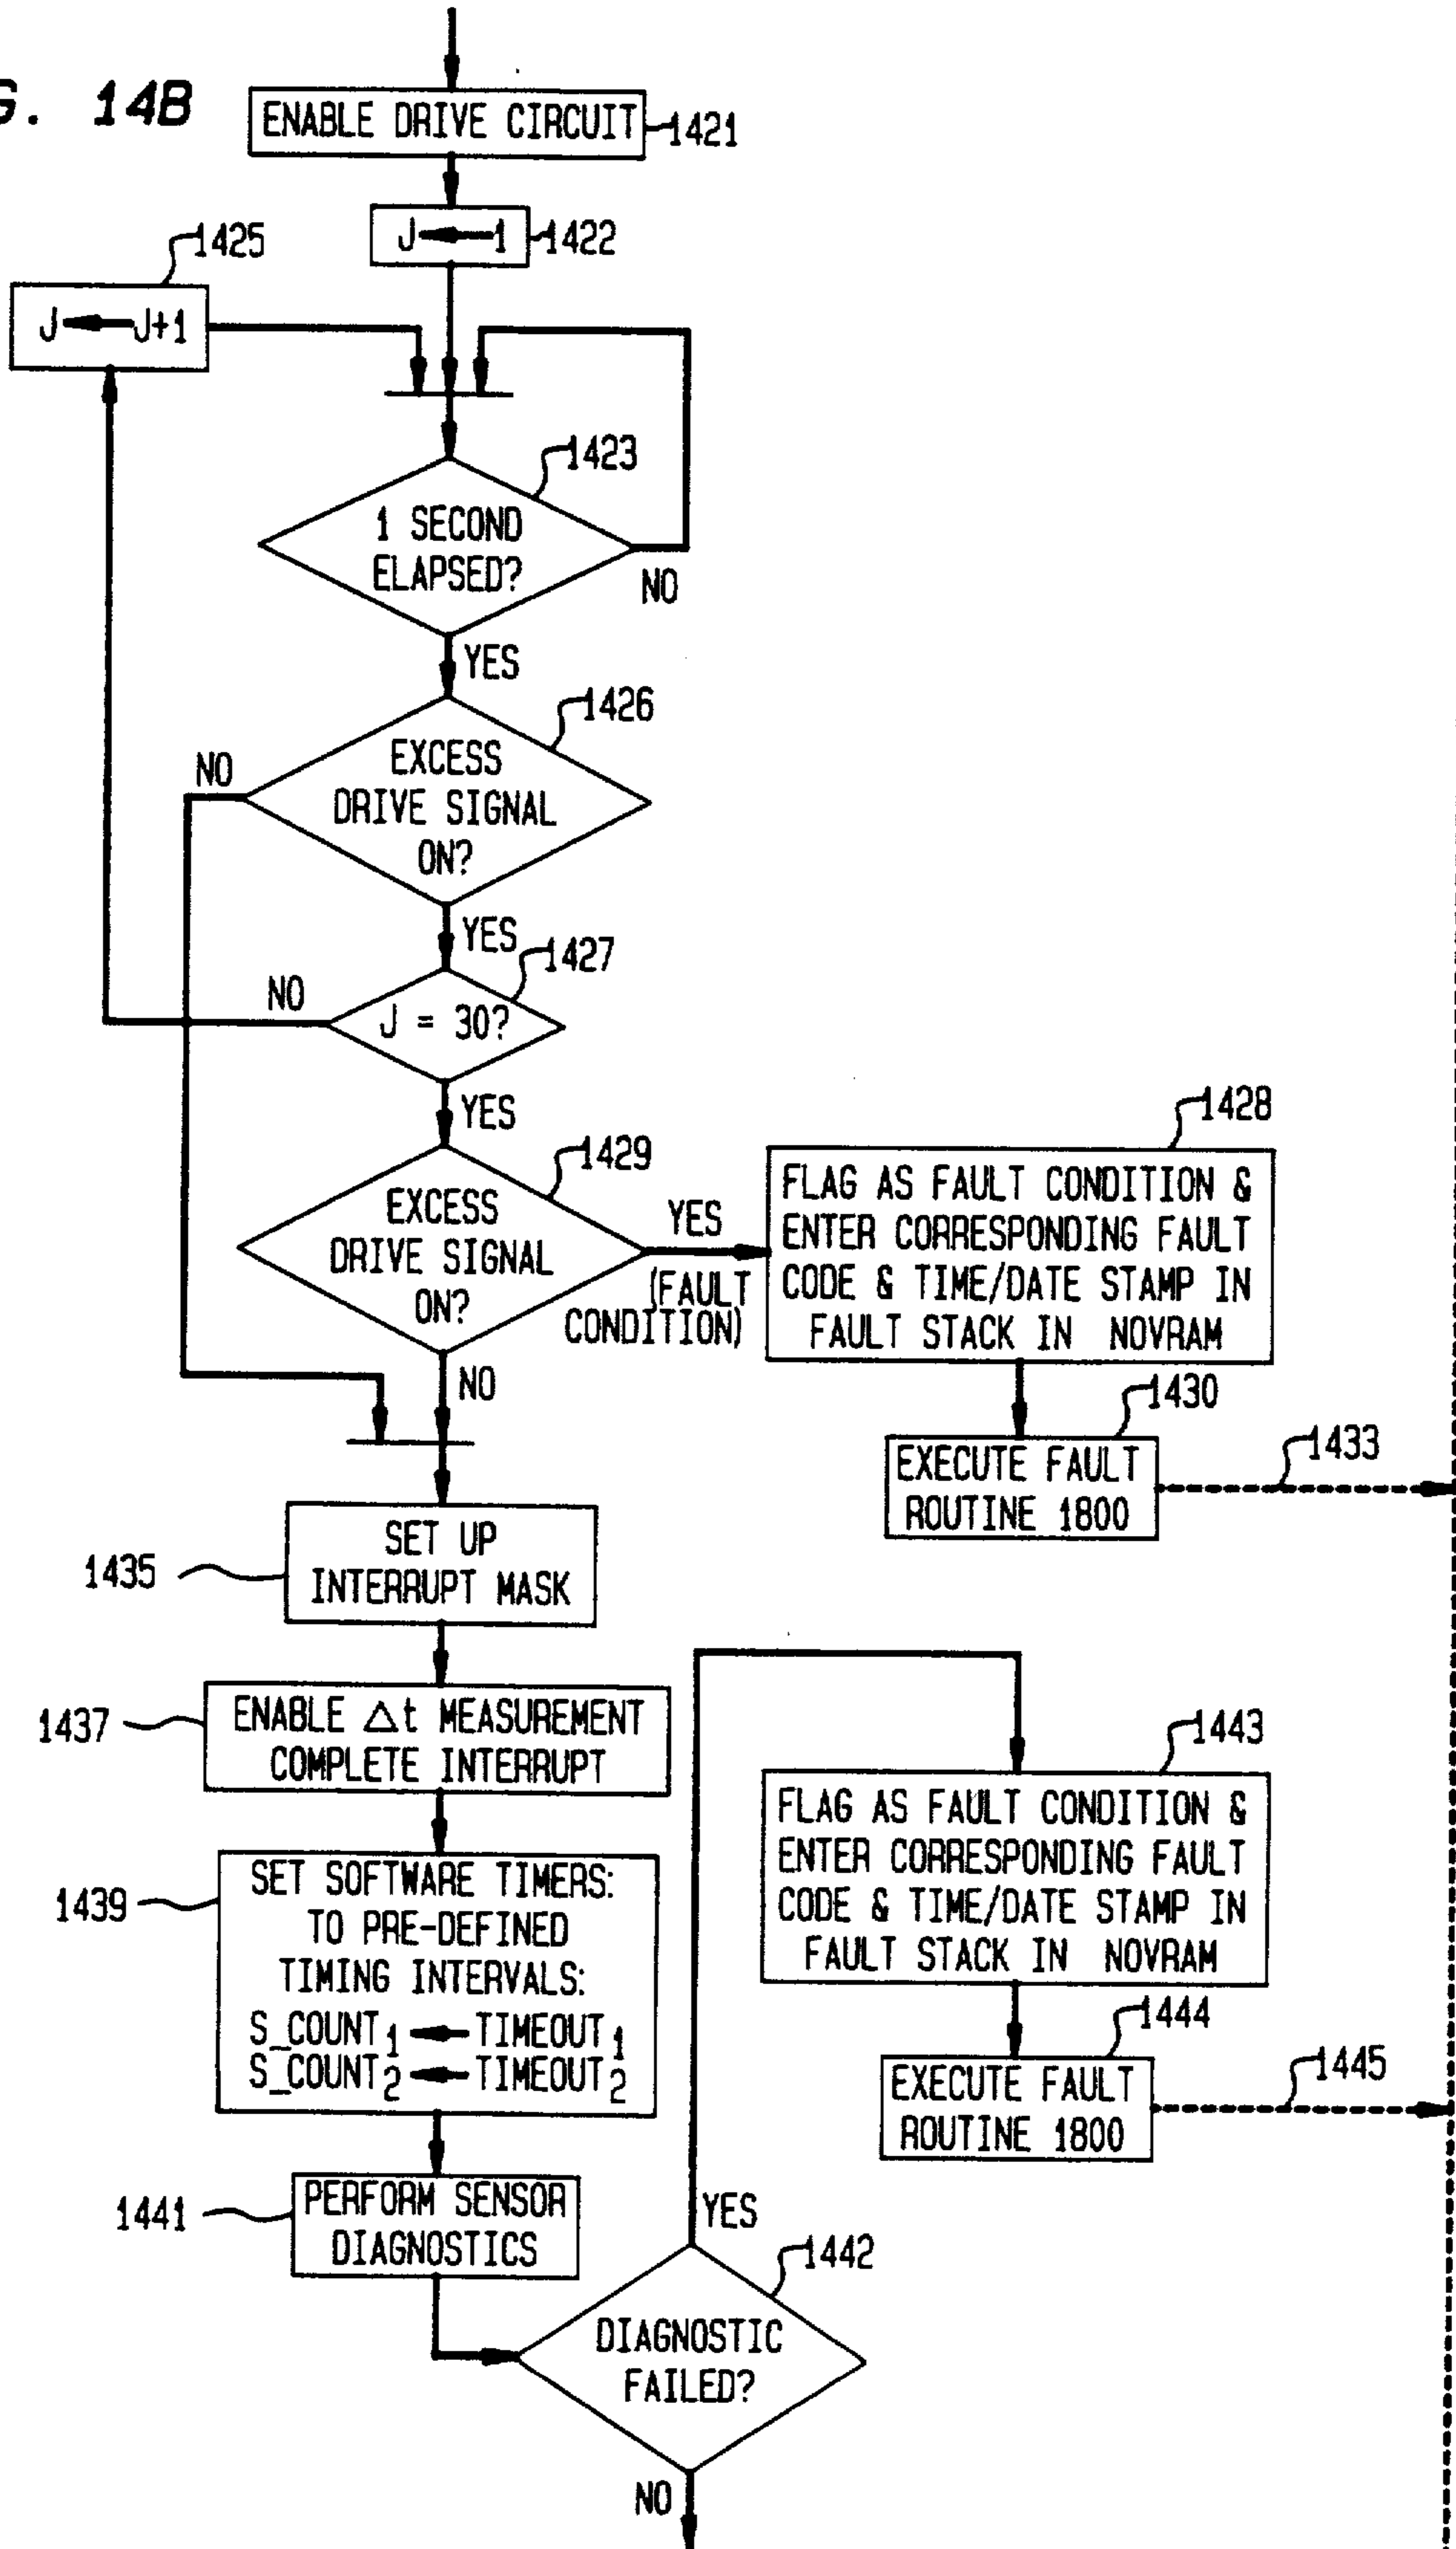 G. 14B
ENABLE DRIVE CIRCUIT
1421
J←1
1422
1425
J←J+1
1423
1 SECOND
ELAPSED?
NO
YES
1426
EXCESS
DRIVE SIGNAL
ON?
NO
YES
1427
J = 30?
NO
YES
1429
EXCESS
DRIVE SIGNAL
ON?
YES
(FAULT
CONDITION)
NO
1428
FLAG AS FAULT CONDITION &
ENTER CORRESPONDING FAULT
CODE & TIME/DATE STAMP IN
FAULT STACK IN NOVRAM
1430
EXECUTE FAULT
ROUTINE 1800
1433
1435
SET UP
INTERRUPT MASK
1437
ENABLE Δt MEASUREMENT
COMPLETE INTERRUPT
1439
SET SOFTWARE TIMERS:
TO PRE-DEFINED
TIMING INTERVALS:
S_COUNT1 ← TIMEOUT1
S_COUNT2 ← TIMEOUT2
1441
PERFORM SENSOR
DIAGNOSTICS
1442
DIAGNOSTIC
FAILED?
YES
NO
1443
FLAG AS FAULT CONDITION &
ENTER CORRESPONDING FAULT
CODE & TIME/DATE STAMP IN
FAULT STACK IN NOVRAM
1444
EXECUTE FAULT
ROUTINE 1800
1445